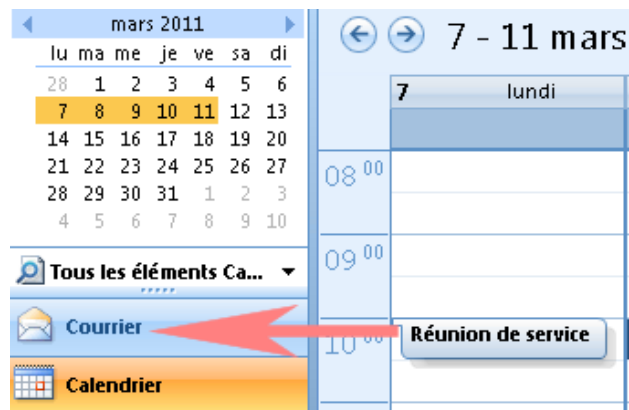 mars 2011
lu ma me je ve sa di
28 1 2 3 4 5 6
7 8 9 10 11 12 13
14 15 16 17 18 19 20
21 22 23 24 25 26 27
28 29 30 31 1 2 3
4 5 6 7 8 9 10
Tous les éléments Ca...
Courrier
Calendrier
7 - 11 mars
7 lundi
08 00
09 00
10 00
Réunion de service